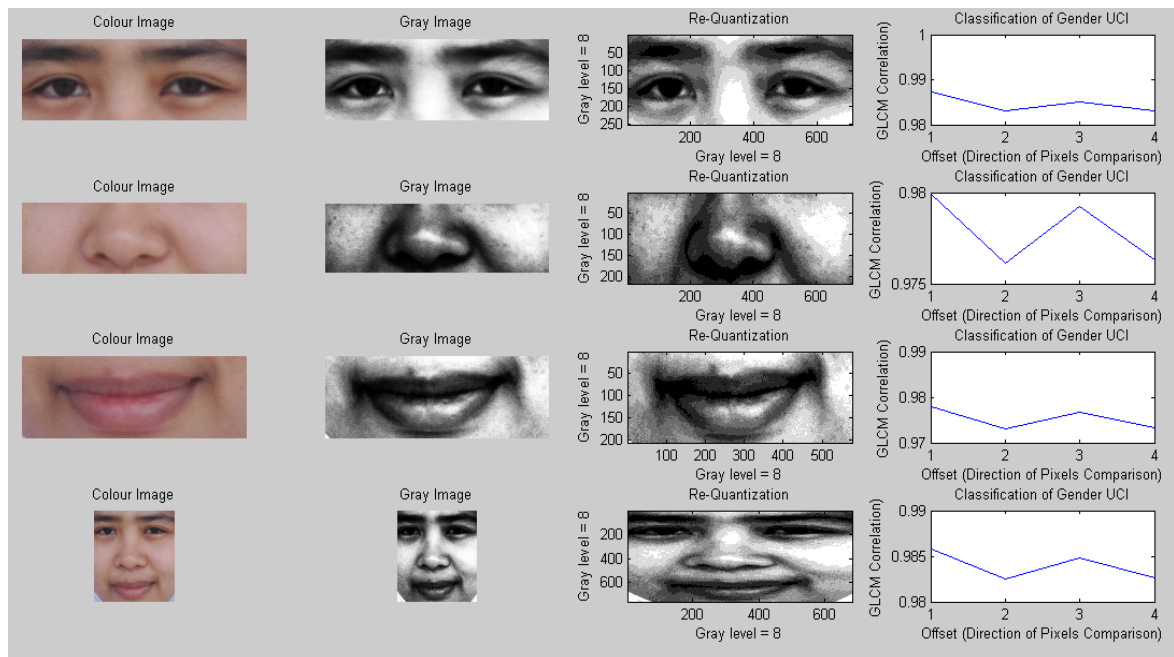 Colour Image
Gray Image
Re-Quantization
Classification of Gender UCI
Gray level = 8
50
100
150
200
250
200 400 600
Gray level = 8
GLCM Correlation)
1
0.99
0.98
1 2 3 4
Offset (Direction of Pixels Comparison)
Colour Image
Gray Image
Re-Quantization
Classification of Gender UCI
Gray level = 8
50
100
150
200
200 400 600
Gray level = 8
GLCM Correlation)
0.98
0.975
1 2 3 4
Offset (Direction of Pixels Comparison)
Colour Image
Gray Image
Re-Quantization
Classification of Gender UCI
Gray level = 8
50
100
150
200
100 200 300 400 500
Gray level = 8
GLCM Correlation)
0.99
0.98
0.97
1 2 3 4
Offset (Direction of Pixels Comparison)
Colour Image
Gray Image
Re-Quantization
Classification of Gender UCI
Gray level = 8
200
400
600
200 400 600
Gray level = 8
GLCM Correlation)
0.99
0.985
0.98
1 2 3 4
Offset (Direction of Pixels Comparison)